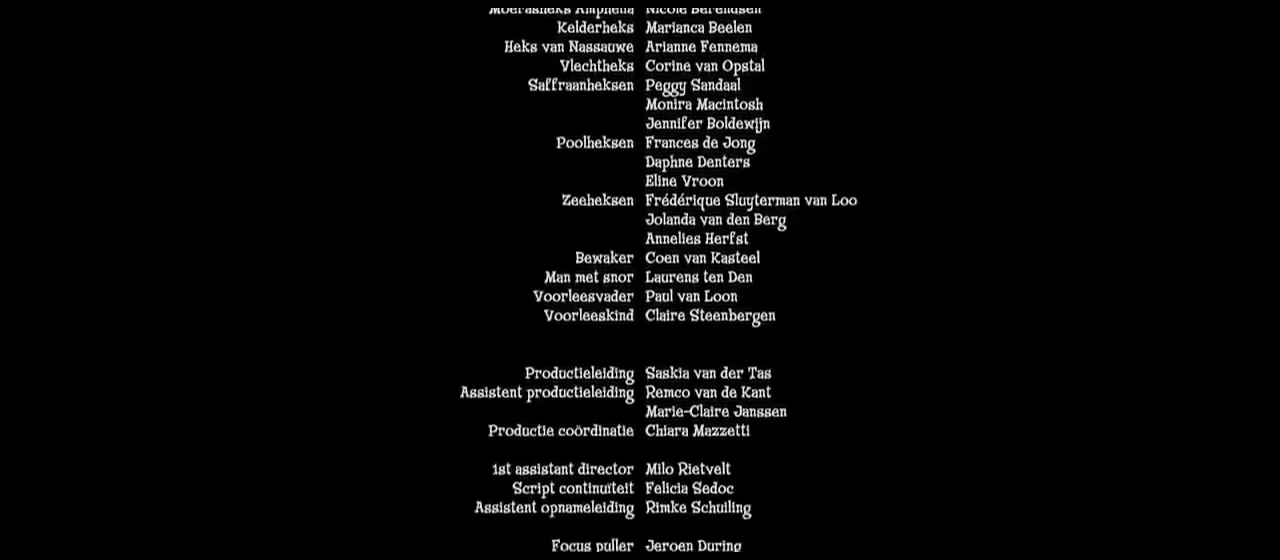 Moerasheks Amphelia Nicole Berendsen
Kelderheks Marianca Beelen
Heks van Nassauwe Arianne Fennema
Vlechtheks Corine van Opstal
Saffraanheksen Peggy Sandaal
Monira Macintosh
Jennifer Boldewijn
Poolheksen Frances de Jong
Daphne Denters
Eline Vroon
Zeeheksen Frédérique Sluyterman van Loo
Jolanda van den Berg
Annelies Herfst
Bewaker Coen van Kasteel
Man met snor Laurens ten Den
Voorleesvader Paul van Loon
Voorleeskind Claire Steenbergen
Productieleiding Saskia van der Tas
Assistent productieleiding Remco van de Kant
Marie-Claire Janssen
Productie coördinatie Chiara Mazzetti
1st assistant director Milo Rietvelt
Script continuïteit Felicia Sedoc
Assistent opnameleiding Rimke Schuiling
Focus puller Jeroen During